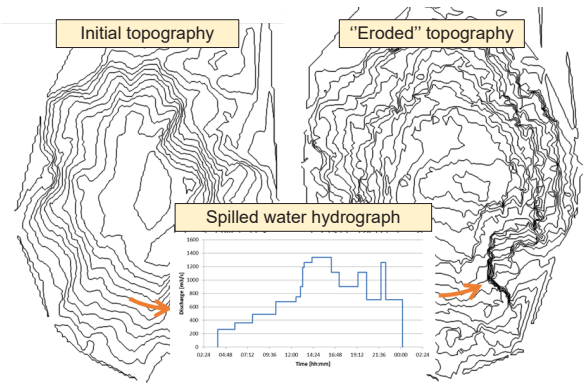 Initial topography
‘'Eroded'’ topography
Spilled water hydrograph
1600
1400
1200
1000
800
600
400
200
0
Discharge [m3/s]
02:24 04:48 07:12 09:36 12:00 14:24 16:48 19:12 21:36 00:00 02:24
Time [hh:mm]